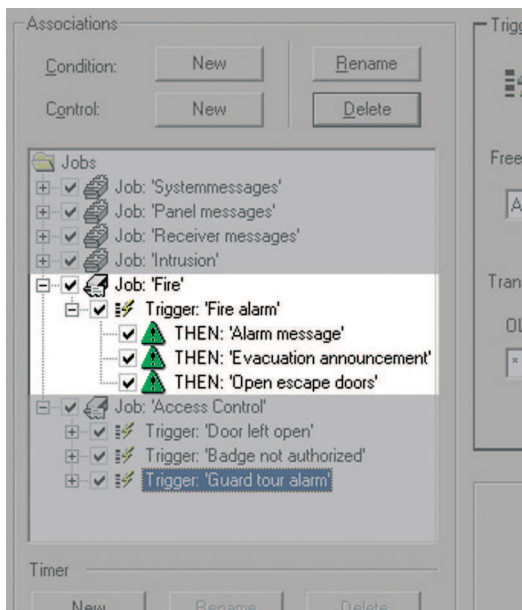 Associations
Condition: New Rename
Control: New Delete
Jobs
Job: 'Systemmessages'
Job: 'Panel messages'
Job: 'Receiver messages'
Job: 'Intrusion'
Job: 'Fire'
Trigger: 'Fire alarm'
THEN: 'Alarm message'
THEN: 'Evacuation announcement'
THEN: 'Open escape doors'
Job: 'Access Control'
Trigger: 'Door left open'
Trigger: 'Badge not authorized'
Trigger: 'Guard tour alarm'
Timer
New Rename Delete
Trigg
Free
A
Tran
OL
*